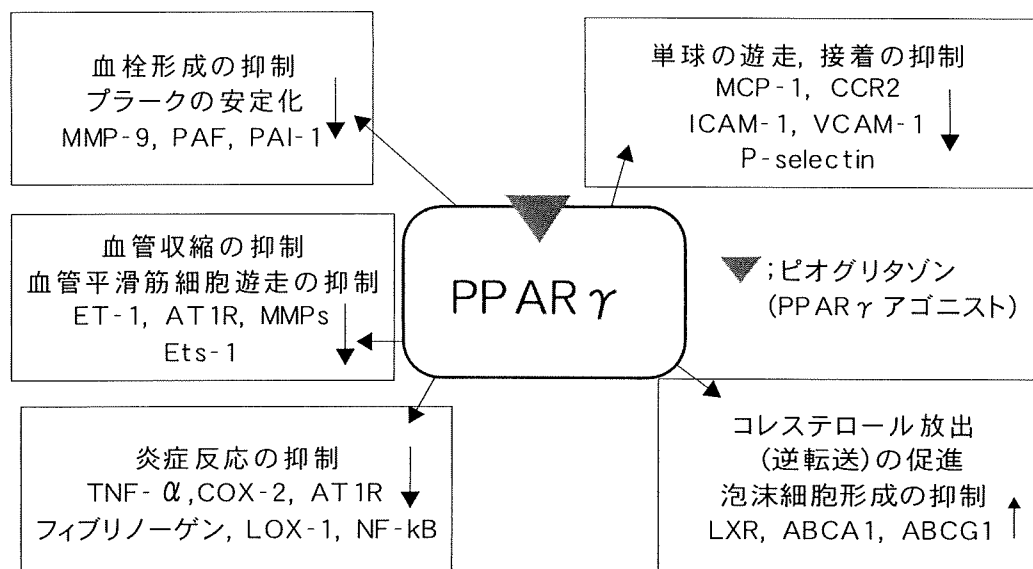 血栓形成の抑制
プラークの安定化
MMP-9, PAF, PAI-1
単球の遊走, 接着の抑制
MCP-1, CCR2
ICAM-1, VCAM-1
P-selectin
血管収縮の抑制
血管平滑筋細胞遊走の抑制
ET-1, AT1R, MMPs
Ets-1
PPARγ
;ピオグリタゾン
(PPARγアゴニスト)
炎症反応の抑制
TNF-α,COX-2, AT1R
フィブリノーゲン, LOX-1, NF-kB
コレステロール放出
(逆転送)の促進
泡沫細胞形成の抑制
LXR, ABCA1, ABCG1